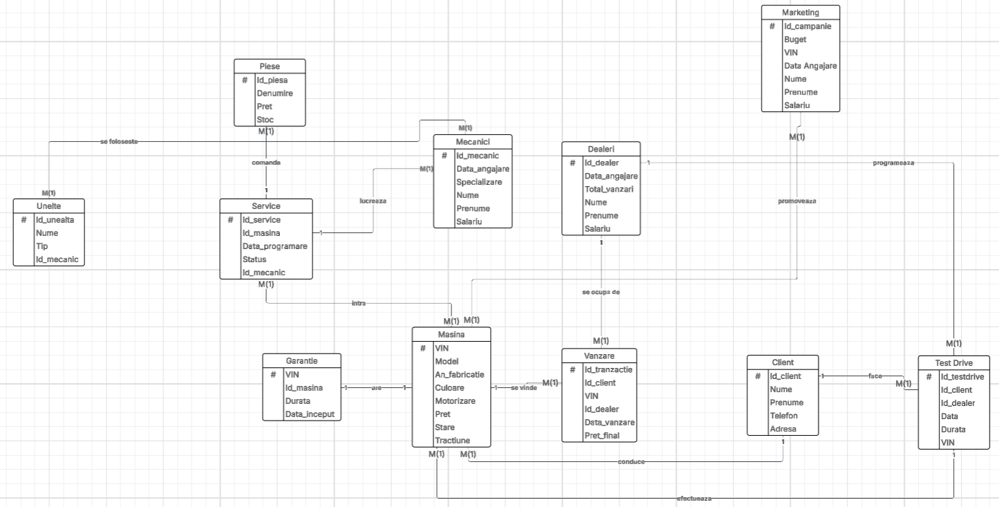 Marketing
# Id_campanie
Buget
VIN
Data Angajare
Nume
Prenume
Salariu
M(1)
promoveaza
Piese
# Id_piesa
Denumire
Pret
Stoc
M(1)
comanda
1
se foloseste
M(1)
M(1)
Mecanici
# Id_mecanic
Data_angajare
Specializare
Nume
Prenume
Salariu
M(1)
lucreaza
1
Dealeri
# Id_dealer
Data_angajare
Total_vanzari
Nume
Prenume
Salariu
1
programeaza
M(1)
1
se ocupa de
M(1)
Unelte
# Id_unealta
Nume
Tip
Id_mecanic
Service
# Id_service
Id_masina
Data_programare
Status
Id_mecanic
M(1)
intra
M(1)
M(1)
Masina
# VIN
Model
An_fabricatie
Culoare
Motorizare
Pret
Stare
Tractiune
Garantie
# VIN
Id_masina
Durata
Data_inceput
1
are
1
1
se vinde
M(1)
Vanzare
# Id_tranzactie
Id_client
VIN
Id_dealer
Data_vanzare
Pret_final
Client
# Id_client
Nume
Prenume
Telefon
Adresa
1
face
M(1)
Test Drive
# Id_testdrive
Id_client
Id_dealer
Data
Durata
VIN
M(1)
M(1)
conduce
1
1
efectueaza